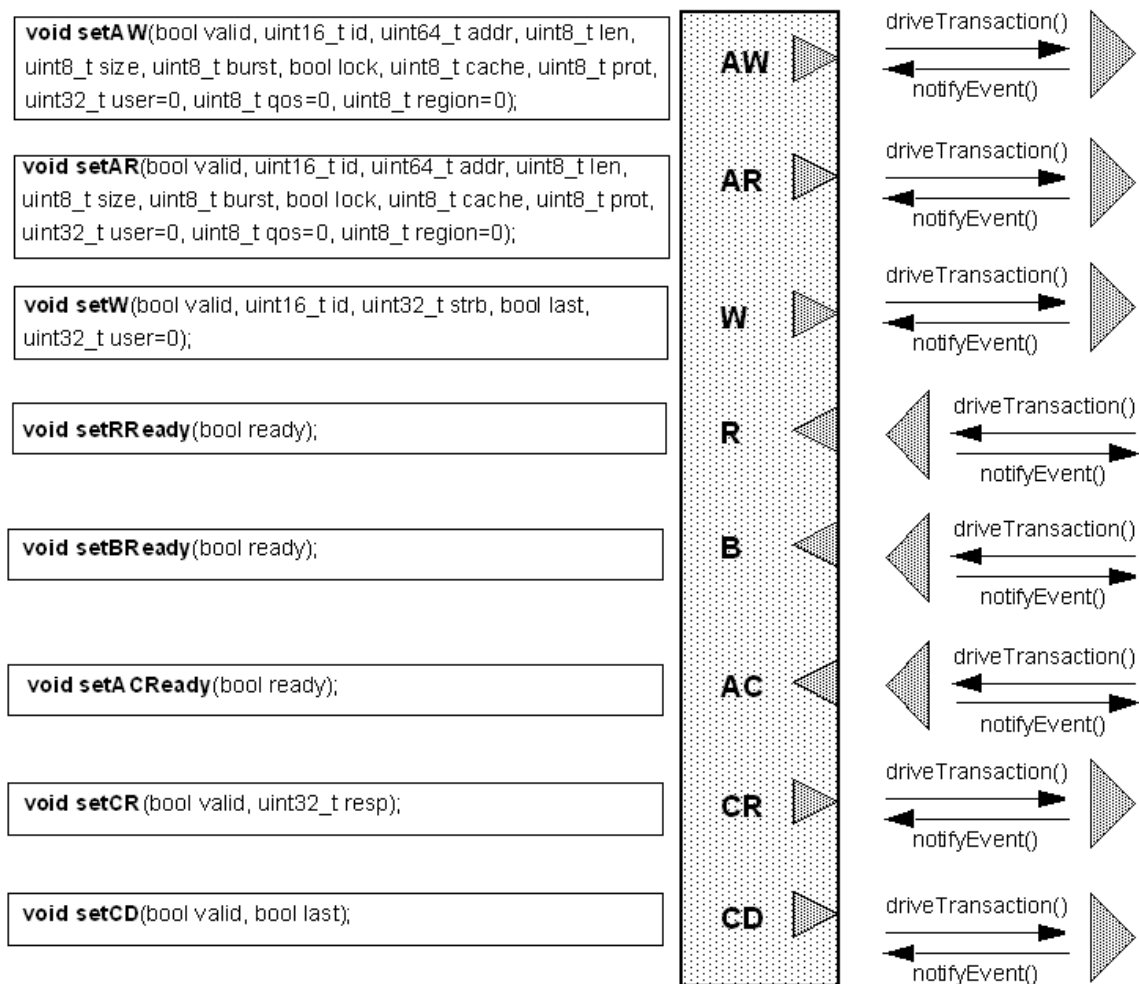 void setAW(bool valid, uint16_t id, uint64_t addr, uint8_t len,
uint8_t size, uint8_t burst, bool lock, uint8_t cache, uint8_t prot,
uint32_t user=0, uint8_t qos=0, uint8_t region=0);
AW
driveTransaction()
notifyEvent()
void setAR(bool valid, uint16_t id, uint64_t addr, uint8_t len,
uint8_t size, uint8_t burst, bool lock, uint8_t cache, uint8_t prot,
uint32_t user=0, uint8_t qos=0, uint8_t region=0);
AR
driveTransaction()
notifyEvent()
void setW(bool valid, uint16_t id, uint32_t strb, bool last,
uint32_t user=0);
W
driveTransaction()
notifyEvent()
void setRReady(bool ready);
R
driveTransaction()
notifyEvent()
void setBReady(bool ready);
B
driveTransaction()
notifyEvent()
void setACReady(bool ready);
AC
driveTransaction()
notifyEvent()
void setCR(bool valid, uint32_t resp);
CR
driveTransaction()
notifyEvent()
void setCD(bool valid, bool last);
CD
driveTransaction()
notifyEvent()